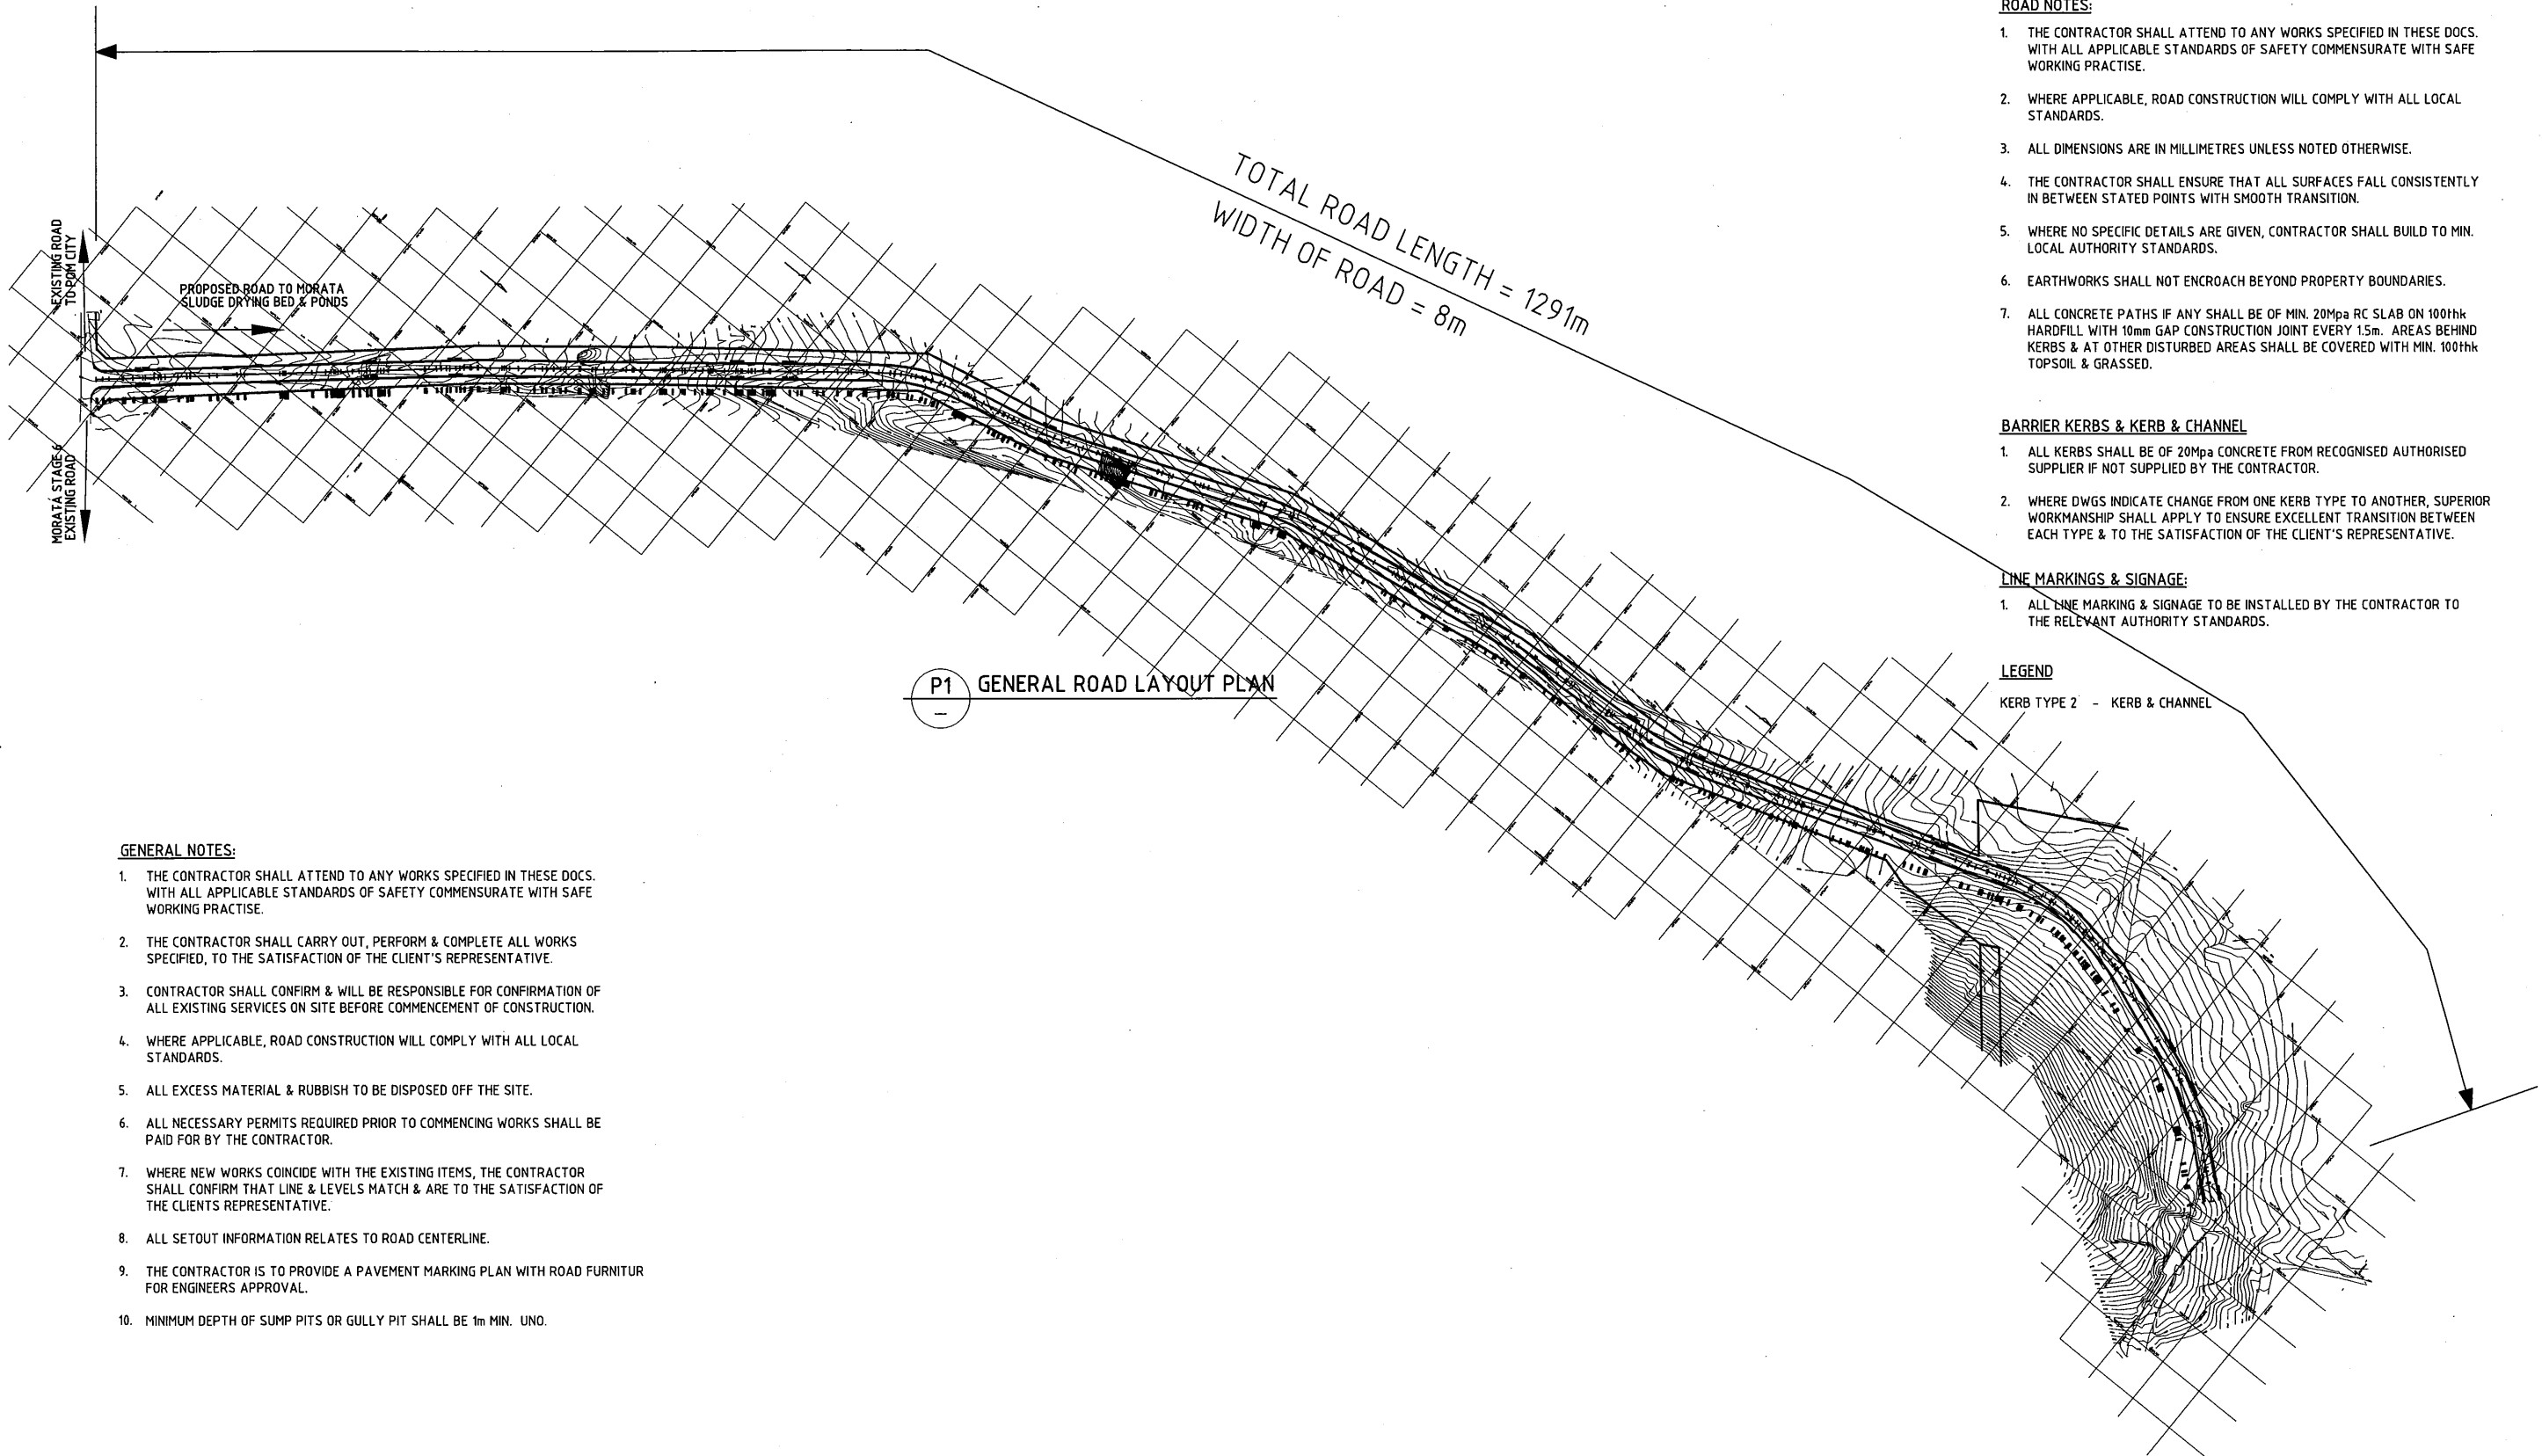 EXISTING ROAD
TO POM CITY
PROPOSED ROAD TO MORATA
SLUDGE DRYING BED & PONDS
MORATA STAGE 6
EXISTING ROAD
TOTAL ROAD LENGTH = 1291m
WIDTH OF ROAD = 8m
P1
GENERAL ROAD LAYOUT PLAN
GENERAL NOTES:
1. THE CONTRACTOR SHALL ATTEND TO ANY WORKS SPECIFIED IN THESE DOCS.
WITH ALL APPLICABLE STANDARDS OF SAFETY COMMENSURATE WITH SAFE
WORKING PRACTISE.
2. THE CONTRACTOR SHALL CARRY OUT, PERFORM & COMPLETE ALL WORKS
SPECIFIED, TO THE SATISFACTION OF THE CLIENT'S REPRESENTATIVE.
3. CONTRACTOR SHALL CONFIRM & WILL BE RESPONSIBLE FOR CONFIRMATION OF
ALL EXISTING SERVICES ON SITE BEFORE COMMENCEMENT OF CONSTRUCTION.
4. WHERE APPLICABLE, ROAD CONSTRUCTION WILL COMPLY WITH ALL LOCAL
STANDARDS.
5. ALL EXCESS MATERIAL & RUBBISH TO BE DISPOSED OFF THE SITE.
6. ALL NECESSARY PERMITS REQUIRED PRIOR TO COMMENCING WORKS SHALL BE
PAID FOR BY THE CONTRACTOR.
7. WHERE NEW WORKS COINCIDE WITH THE EXISTING ITEMS, THE CONTRACTOR
SHALL CONFIRM THAT LINE & LEVELS MATCH & ARE TO THE SATISFACTION OF
THE CLIENTS REPRESENTATIVE.
8. ALL SETOUT INFORMATION RELATES TO ROAD CENTERLINE.
9. THE CONTRACTOR IS TO PROVIDE A PAVEMENT MARKING PLAN WITH ROAD FURNITUR
FOR ENGINEERS APPROVAL.
10. MINIMUM DEPTH OF SUMP PITS OR GULLY PIT SHALL BE 1m MIN. UNO.
ROAD NOTES:
1. THE CONTRACTOR SHALL ATTEND TO ANY WORKS SPECIFIED IN THESE DOCS.
WITH ALL APPLICABLE STANDARDS OF SAFETY COMMENSURATE WITH SAFE
WORKING PRACTISE.
2. WHERE APPLICABLE, ROAD CONSTRUCTION WILL COMPLY WITH ALL LOCAL
STANDARDS.
3. ALL DIMENSIONS ARE IN MILLIMETRES UNLESS NOTED OTHERWISE.
4. THE CONTRACTOR SHALL ENSURE THAT ALL SURFACES FALL CONSISTENTLY
IN BETWEEN STATED POINTS WITH SMOOTH TRANSITION.
5. WHERE NO SPECIFIC DETAILS ARE GIVEN, CONTRACTOR SHALL BUILD TO MIN.
LOCAL AUTHORITY STANDARDS.
6. EARTHWORKS SHALL NOT ENCROACH BEYOND PROPERTY BOUNDARIES.
7. ALL CONCRETE PATHS IF ANY SHALL BE OF MIN. 20Mpa RC SLAB ON 100thk
HARDFILL WITH 10mm GAP CONSTRUCTION JOINT EVERY 1.5m. AREAS BEHIND
KERBS & AT OTHER DISTURBED AREAS SHALL BE COVERED WITH MIN. 100thk
TOPSOIL & GRASSED.
BARRIER KERBS & KERB & CHANNEL
1. ALL KERBS SHALL BE OF 20Mpa CONCRETE FROM RECOGNISED AUTHORISED
SUPPLIER IF NOT SUPPLIED BY THE CONTRACTOR.
2. WHERE DWGS INDICATE CHANGE FROM ONE KERB TYPE TO ANOTHER, SUPERIOR
WORKMANSHIP SHALL APPLY TO ENSURE EXCELLENT TRANSITION BETWEEN
EACH TYPE & TO THE SATISFACTION OF THE CLIENT'S REPRESENTATIVE.
LINE MARKINGS & SIGNAGE:
1. ALL LINE MARKING & SIGNAGE TO BE INSTALLED BY THE CONTRACTOR TO
THE RELEVANT AUTHORITY STANDARDS.
LEGEND
KERB TYPE 2 - KERB & CHANNEL